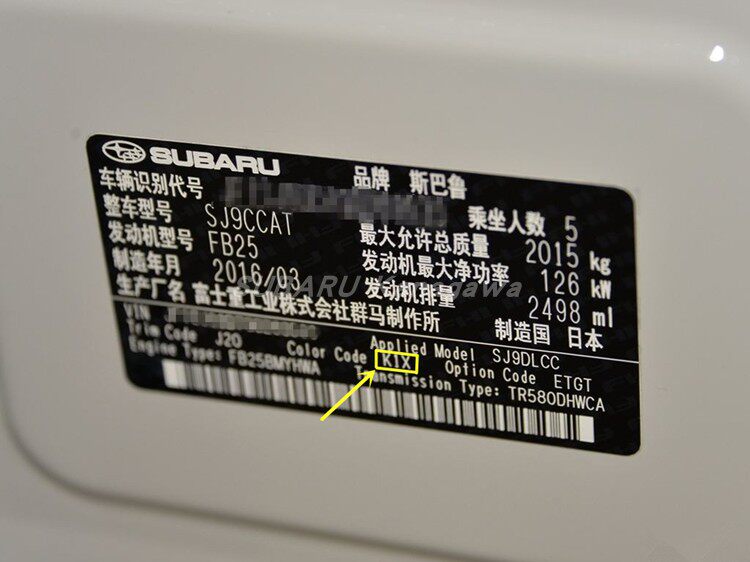 SUBARU 品牌 斯巴鲁
车辆识别代号
整车型号 SJ9CCAT 乘坐人数 5
发动机型号 FB25 最大允许总质量 2015 kg
制造年月 2016/03 发动机最大净功率 126 kW
生产厂名 富士重工业株式会社群马制作所 发动机排量 2498 ml
制造国 日本
VIN
Trim Code J20 Color Code K1X Applied Model SJ9DLCC
Engine Type: FB25BMYHWA Option Code ETGT
Transmission Type: TR580DHWCA
SUBARU